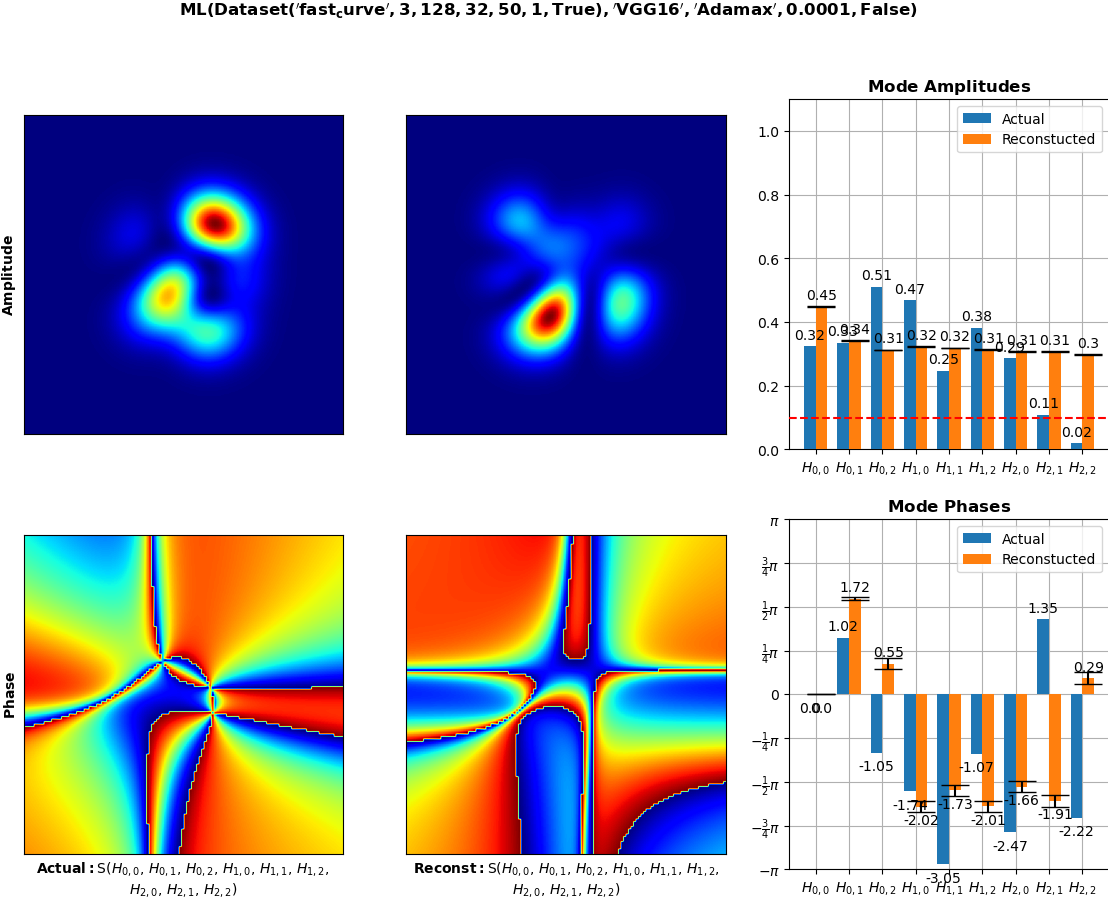 ML(Dataset('fast_curve', 3, 128, 32, 50, 1, True), 'VGG16', 'Adamax', 0.0001, False)
Amplitude
Mode Amplitudes
Actual
Reconstucted
1.0
0.8
0.6
0.4
0.2
0.0
0.32 0.45 0.33 0.34 0.51 0.31 0.47 0.32 0.25 0.32 0.38 0.31 0.29 0.31 0.11 0.31 0.02 0.3
H0,0 H0,1 H0,2 H1,0 H1,1 H1,2 H2,0 H2,1 H2,2
Phase
Actual: S(H0,0, H0,1, H0,2, H1,0, H1,1, H1,2,
H2,0, H2,1, H2,2)
Reconst: S(H0,0, H0,1, H0,2, H1,0, H1,1, H1,2,
H2,0, H2,1, H2,2)
Mode Phases
Actual
Reconstucted
π
3/4π
1/2π
1/4π
0
−1/4π
−1/2π
−3/4π
−π
0.0 0.0 1.02 1.72 -1.05 0.55 -1.74 -2.02 -3.05 -1.73 -1.07 -2.01 -2.47 -1.66 1.35 -1.91 -2.22 0.29
H0,0 H0,1 H0,2 H1,0 H1,1 H1,2 H2,0 H2,1 H2,2